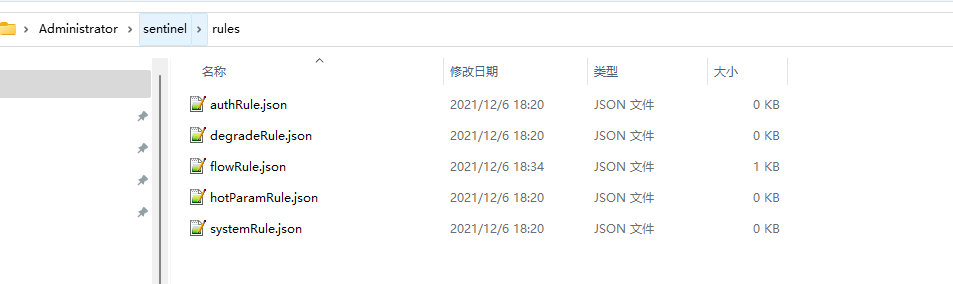 Administrator > sentinel > rules
名称 修改日期 类型 大小
authRule.json 2021/12/6 18:20 JSON 文件 0 KB
degradeRule.json 2021/12/6 18:20 JSON 文件 0 KB
flowRule.json 2021/12/6 18:34 JSON 文件 1 KB
hotParamRule.json 2021/12/6 18:20 JSON 文件 0 KB
systemRule.json 2021/12/6 18:20 JSON 文件 0 KB